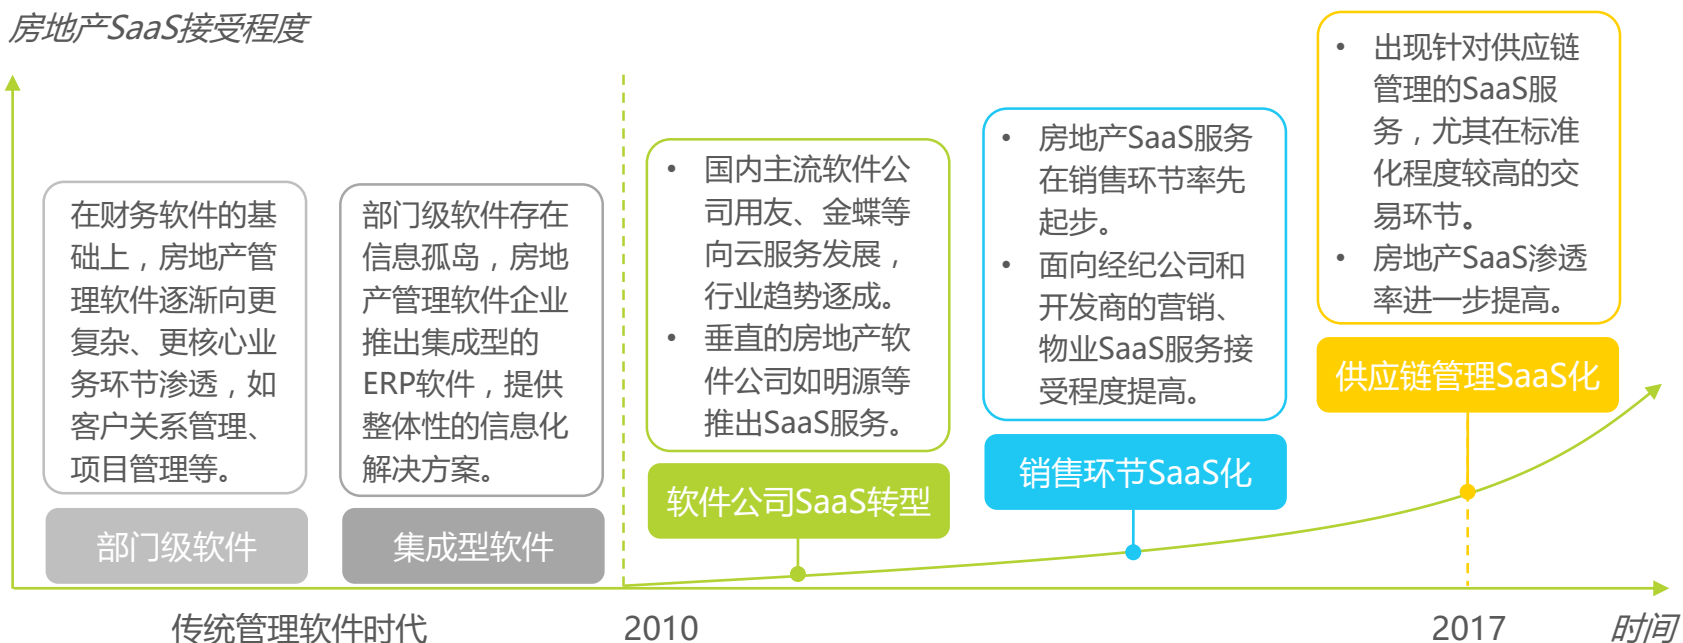 房地产SaaS接受程度
在财务软件的基
础上，房地产管
理软件逐渐向更
复杂、更核心业
务环节渗透，如
客户关系管理、
项目管理等。
部门级软件
部门级软件存在
信息孤岛，房地
产管理软件企业
推出集成型的
ERP软件，提供
整体性的信息化
解决方案。
集成型软件
• 国内主流软件公
司用友、金蝶等
向云服务发展，
行业趋势逐成。
• 垂直的房地产软
件公司如明源等
推出SaaS服务。
软件公司SaaS转型
• 房地产SaaS服务
在销售环节率先
起步。
• 面向经纪公司和
开发商的营销、
物业SaaS服务接
受程度提高。
销售环节SaaS化
• 出现针对供应链
管理的SaaS服
务，尤其在标准
化程度较高的交
易环节。
• 房地产SaaS渗透
率进一步提高。
供应链管理SaaS化
传统管理软件时代
2010
2017
时间